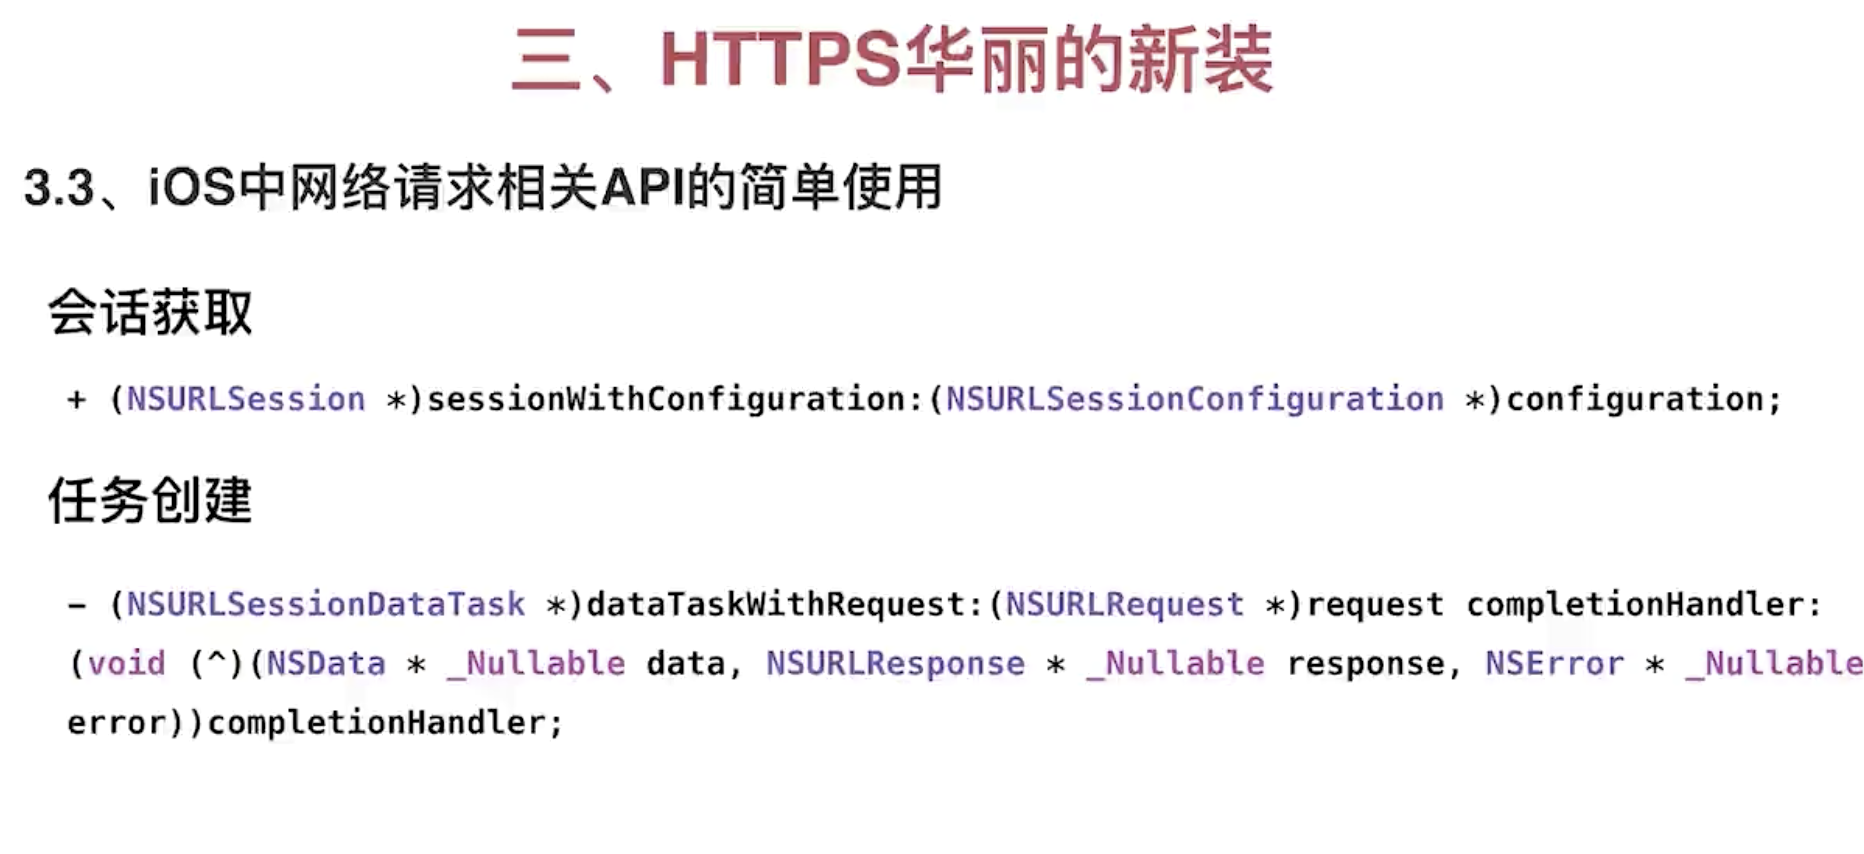 三、HTTPS华丽的新装
3.3、iOS中网络请求相关API的简单使用
会话获取
+ (NSURLSession *)sessionWithConfiguration:(NSURLSessionConfiguration *)configuration;
任务创建
- (NSURLSessionDataTask *)dataTaskWithRequest:(NSURLRequest *)request completionHandler:
(void (^)(NSData * _Nullable data, NSURLResponse * _Nullable response, NSError * _Nullable
error))completionHandler;